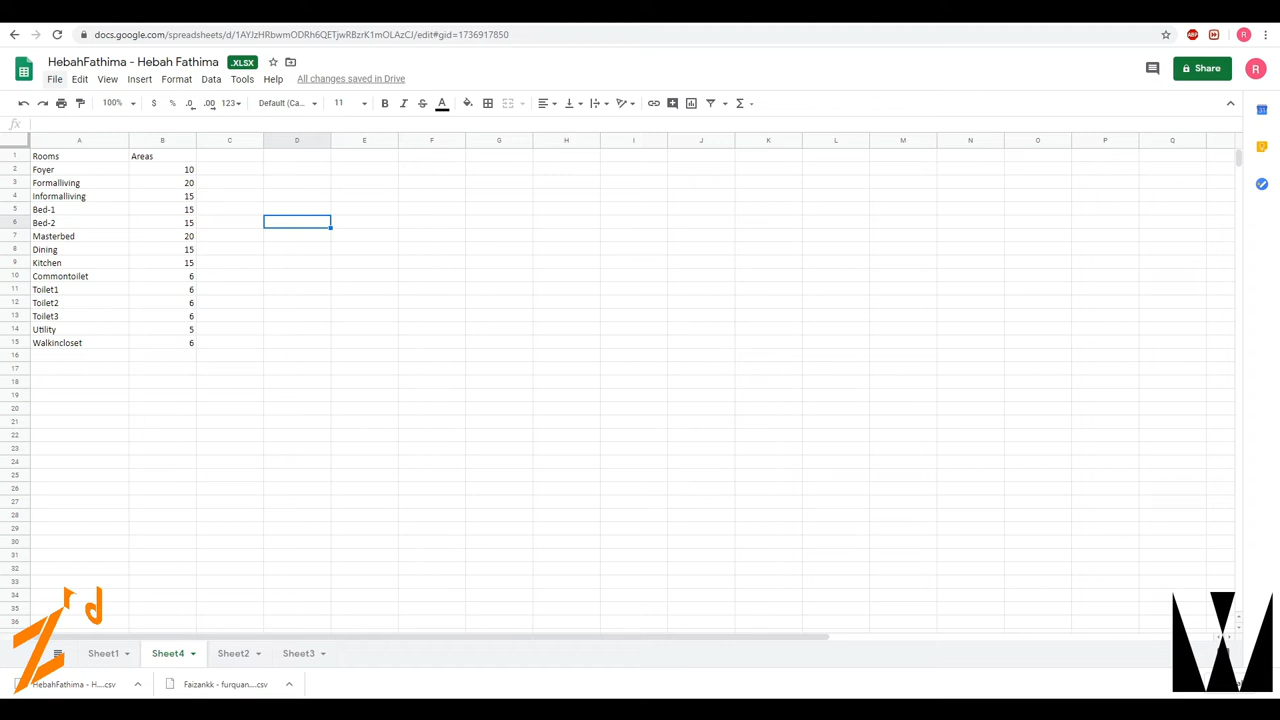 docs.google.com/spreadsheets/d/1AYJzHRbwmODRh6QETjwRBzrK1mOLAzCJ/edit#gid=1736917850
HebahFathima - Hebah Fathima .XLSX
File Edit View Insert Format Data Tools Help All changes saved in Drive
Share
R
100% $ % .0 .00 123 Default (Ca... 11 B I S A Σ
fx
A B C D E F G H I J K L M N O P Q
1 Rooms Areas
2 Foyer 10
3 Formalliving 20
4 Informalliving 15
5 Bed-1 15
6 Bed-2 15
7 Masterbed 20
8 Dining 15
9 Kitchen 15
10 Commontoilet 6
11 Toilet1 6
12 Toilet2 6
13 Toilet3 6
14 Utility 5
15 Walkincloset 6
16
17
18
19
20
21
22
23
24
25
26
27
28
29
30
31
32
33
34
35
36
Sheet1 Sheet4 Sheet2 Sheet3
HebahFathima - H....csv Faizankk - furquan....csv